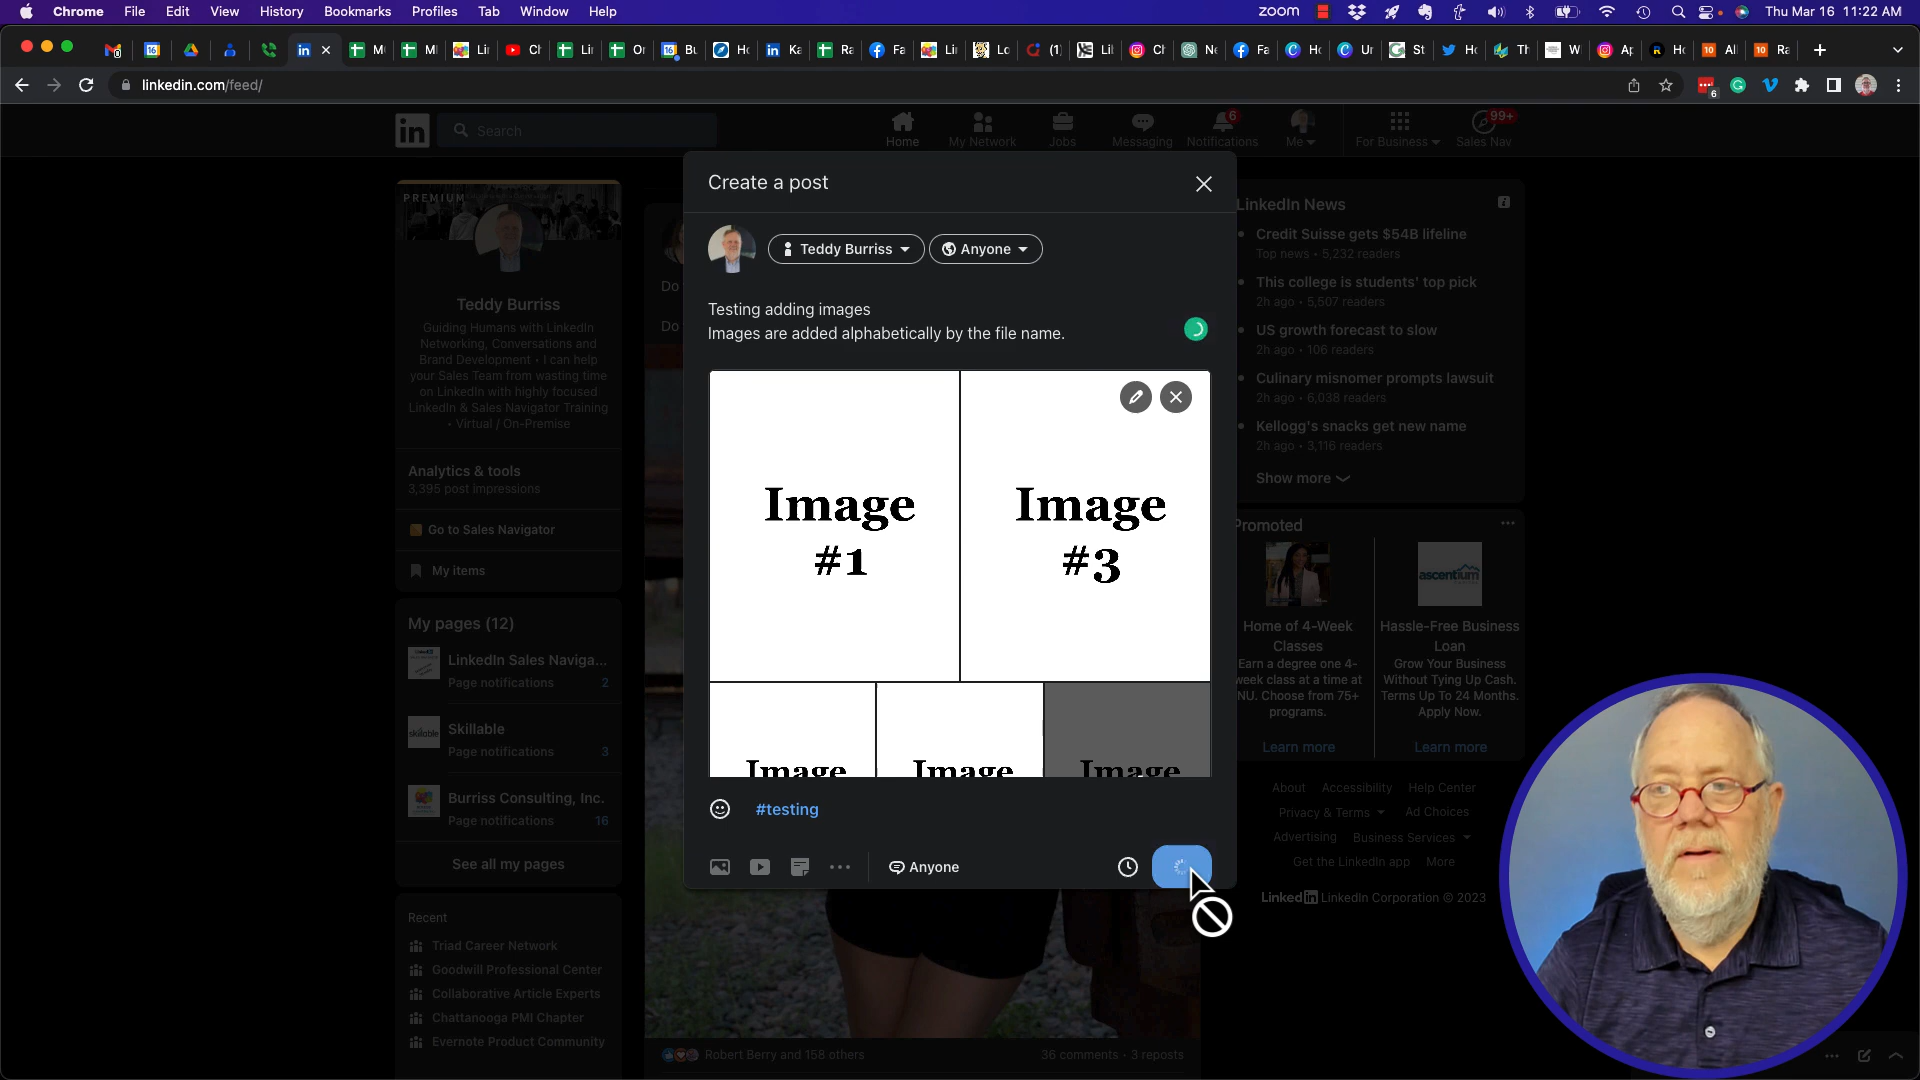 Chrome File Edit View History Bookmarks Profiles Tab Window Help
zoom
Thu Mar 16 11:22 AM
linkedin.com/feed/
6
in
Search
Home
My Network
Jobs
Messaging
6
Notifications
Me
For Business
99+
Sales Nav
PREMIUM
Teddy Burriss
Guiding Humans with LinkedIn
Networking, Conversations and
Brand Development • I can help
your Sales Team from wasting time
on LinkedIn with highly focused
LinkedIn & Sales Navigator Training
• Virtual / On-Premise
Analytics & tools
3,395 post impressions
Go to Sales Navigator
My items
My pages (12)
LinkedIn Sales Naviga...
Page notifications 2
Skillable
Page notifications 3
Burriss Consulting, Inc.
Page notifications 16
See all my pages
Recent
Triad Career Network
Goodwill Professional Center
Collaborative Article Experts
Chattanooga PMI Chapter
Evernote Product Community
Create a post
Teddy Burriss
Anyone
Testing adding images
Images are added alphabetically by the file name.
Image
#1
Image
#3
Image
Image
Image
#testing
Anyone
Robert Berry and 158 others
36 comments • 3 reposts
LinkedIn News
Credit Suisse gets $54B lifeline
Top news • 5,232 readers
This college is students' top pick
2h ago • 5,507 readers
US growth forecast to slow
2h ago • 106 readers
Culinary misnomer prompts lawsuit
2h ago • 6,038 readers
Kellogg's snacks get new name
2h ago • 3,116 readers
Show more
Promoted
ascentium
Home of 4-Week
Classes
Earn a degree one 4-
week class at a time at
NU. Choose from 75+
programs.
Learn more
Hassle-Free Business
Loan
Grow Your Business
Without Tying Up Cash.
Terms Up To 24 Months.
Apply Now.
Learn more
About Accessibility Help Center
Privacy & Terms Ad Choices
Advertising Business Services
Get the LinkedIn app More
LinkedIn LinkedIn Corporation © 2023